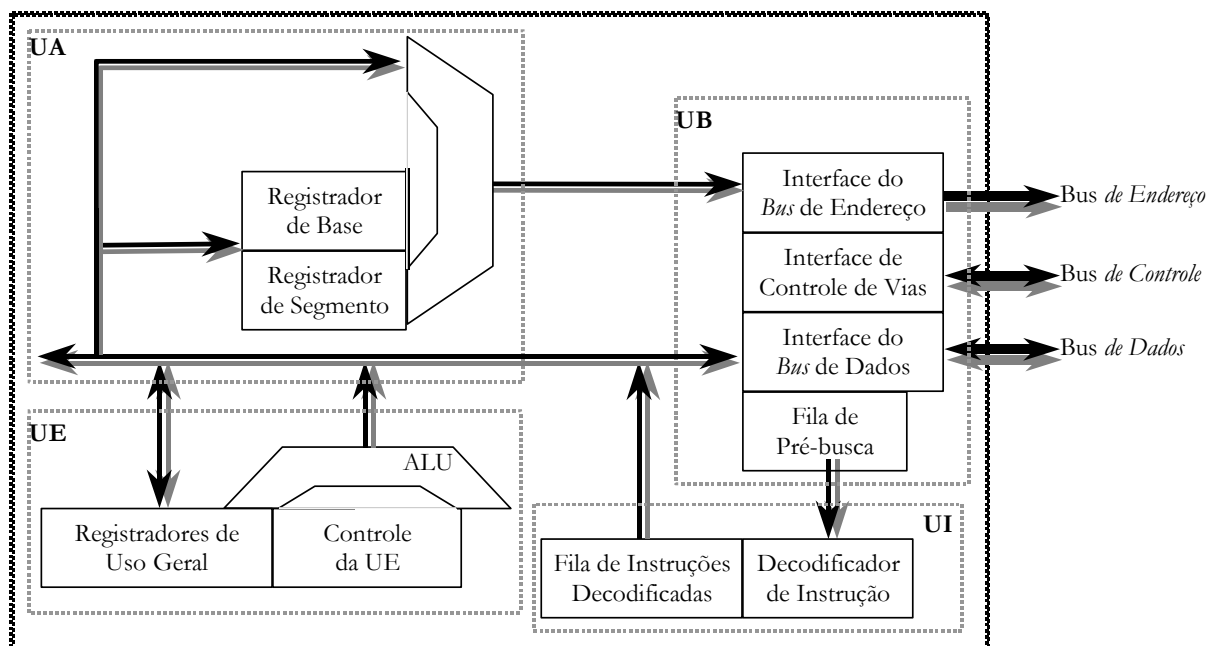 UA
Registrador
de Base
Registrador
de Segmento
UB
Interface do
Bus de Endereço
Interface de
Controle de Vias
Interface do
Bus de Dados
Fila de
Pré-busca
Bus de Endereço
Bus de Controle
Bus de Dados
UE
ALU
Registradores de
Uso Geral
Controle
da UE
UI
Fila de Instruções
Decodificadas
Decodificador
de Instrução